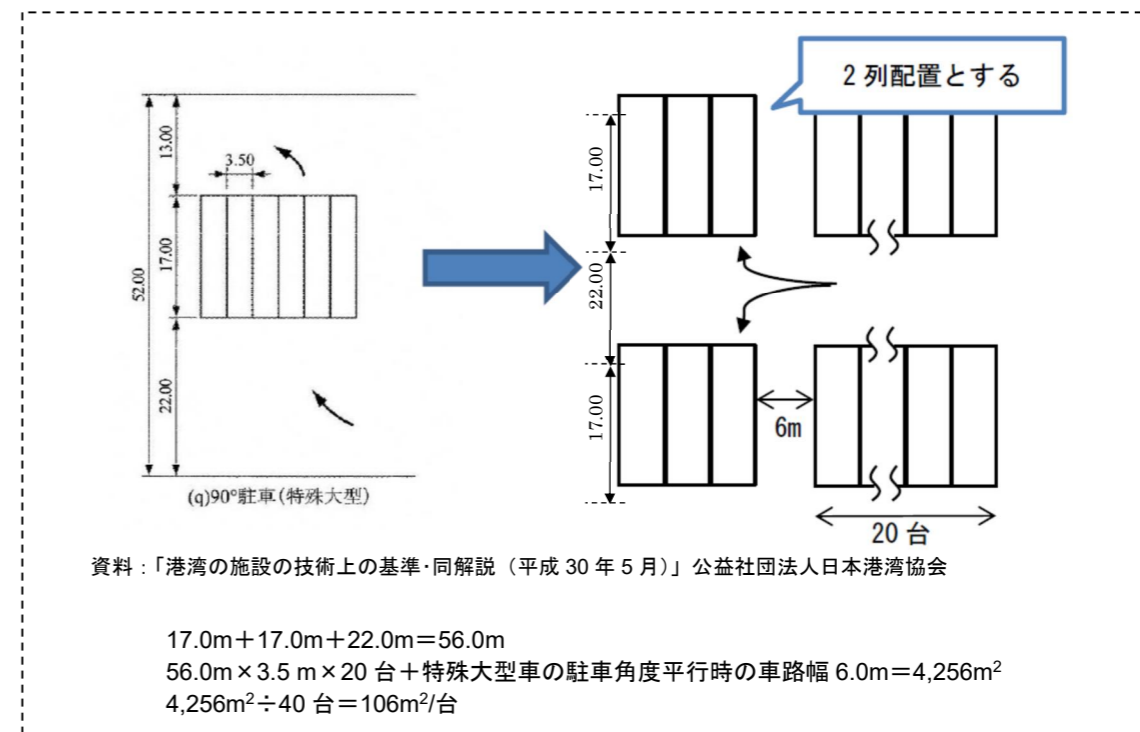 2 列配置とする
13.00
3.50
17.00
52.00
22.00
(q)90°駐車(特殊大型)
17.00
22.00
17.00
6m
20 台
資料：「港湾の施設の技術上の基準・同解説（平成 30 年 5 月）」公益社団法人日本港湾協会
17.0m＋17.0m＋22.0m＝56.0m
56.0m×3.5 m×20 台＋特殊大型車の駐車角度平行時の車路幅 6.0m＝4,256m²
4,256m²÷40 台＝106m²/台